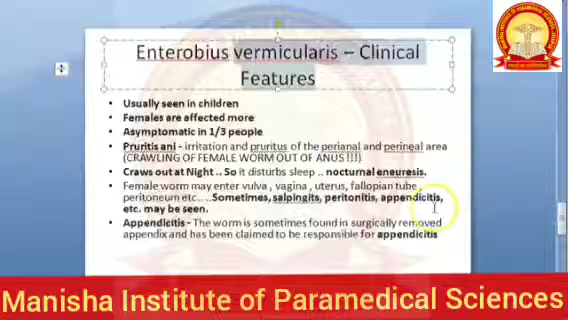 Enterobius vermicularis – Clinical
Features
• Usually seen in children
• Females are affected more
• Asymptomatic in 1/3 people
• Pruritis ani - irritation and pruritus of the perianal and perineal area
(CRAWLING OF FEMALE WORM OUT OF ANUS !!!)
• Craws out at Night .. So it disturbs sleep .. nocturnal eneuresis.
• Female worm may enter vulva , vagina , uterus, fallopian tube ,
peritoneum etc.... Sometimes, salpingits, peritonitis, appendicitis,
etc. may be seen.
• Appendicitis - The worm is sometimes found in surgically removed
appendix and has been claimed to be responsible for appendicitis
Manisha Institute of Paramedical Sciences